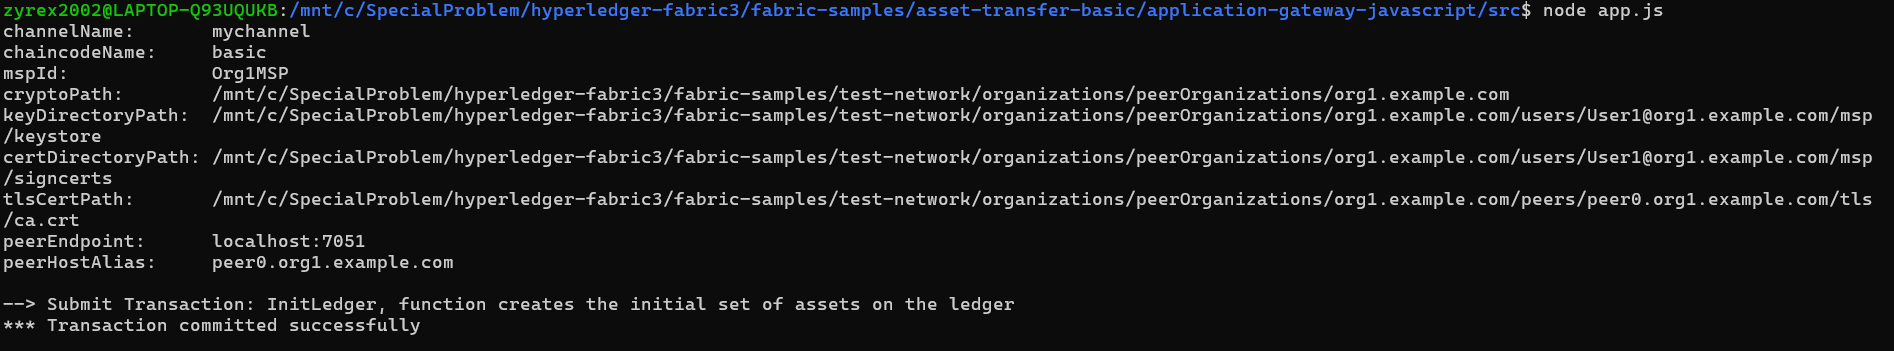 zyrex2002@LAPTOP-Q93UQUKB:/mnt/c/SpecialProblem/hyperledger-fabric3/fabric-samples/asset-transfer-basic/application-gateway-javascript/src$ node app.js
channelName:       mychannel
chaincodeName:     basic
mspId:             Org1MSP
cryptoPath:        /mnt/c/SpecialProblem/hyperledger-fabric3/fabric-samples/test-network/organizations/peerOrganizations/org1.example.com
keyDirectoryPath:  /mnt/c/SpecialProblem/hyperledger-fabric3/fabric-samples/test-network/organizations/peerOrganizations/org1.example.com/users/User1@org1.example.com/msp
/keystore
certDirectoryPath: /mnt/c/SpecialProblem/hyperledger-fabric3/fabric-samples/test-network/organizations/peerOrganizations/org1.example.com/users/User1@org1.example.com/msp
/signcerts
tlsCertPath:       /mnt/c/SpecialProblem/hyperledger-fabric3/fabric-samples/test-network/organizations/peerOrganizations/org1.example.com/peers/peer0.org1.example.com/tls
/ca.crt
peerEndpoint:      localhost:7051
peerHostAlias:     peer0.org1.example.com

--> Submit Transaction: InitLedger, function creates the initial set of assets on the ledger
*** Transaction committed successfully